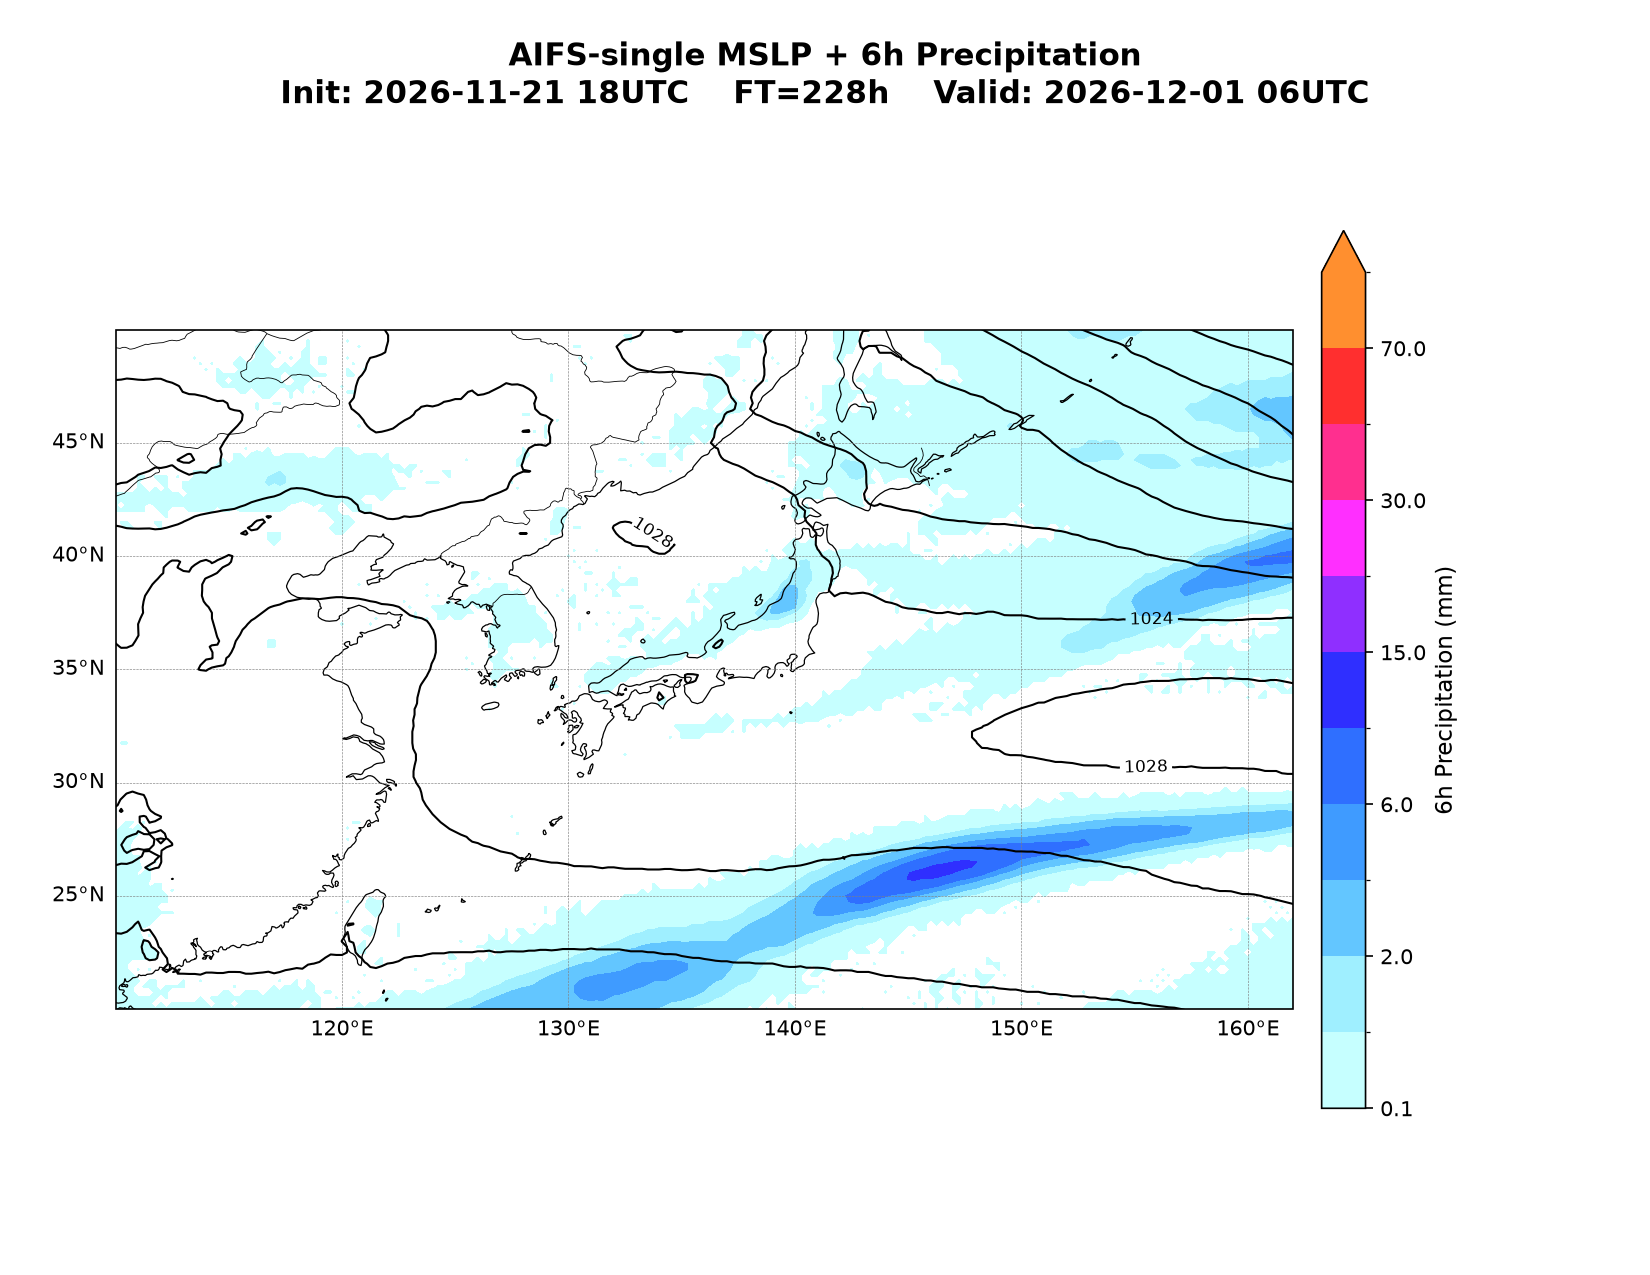 AIFS-single MSLP + 6h Precipitation
Init: 2026-11-21 18UTC    FT=228h    Valid: 2026-12-01 06UTC
70.0
30.0
15.0
6.0
2.0
0.1
6h Precipitation (mm)
45°N
40°N
35°N
30°N
25°N
1028
1024
1028
120°E
130°E
140°E
150°E
160°E